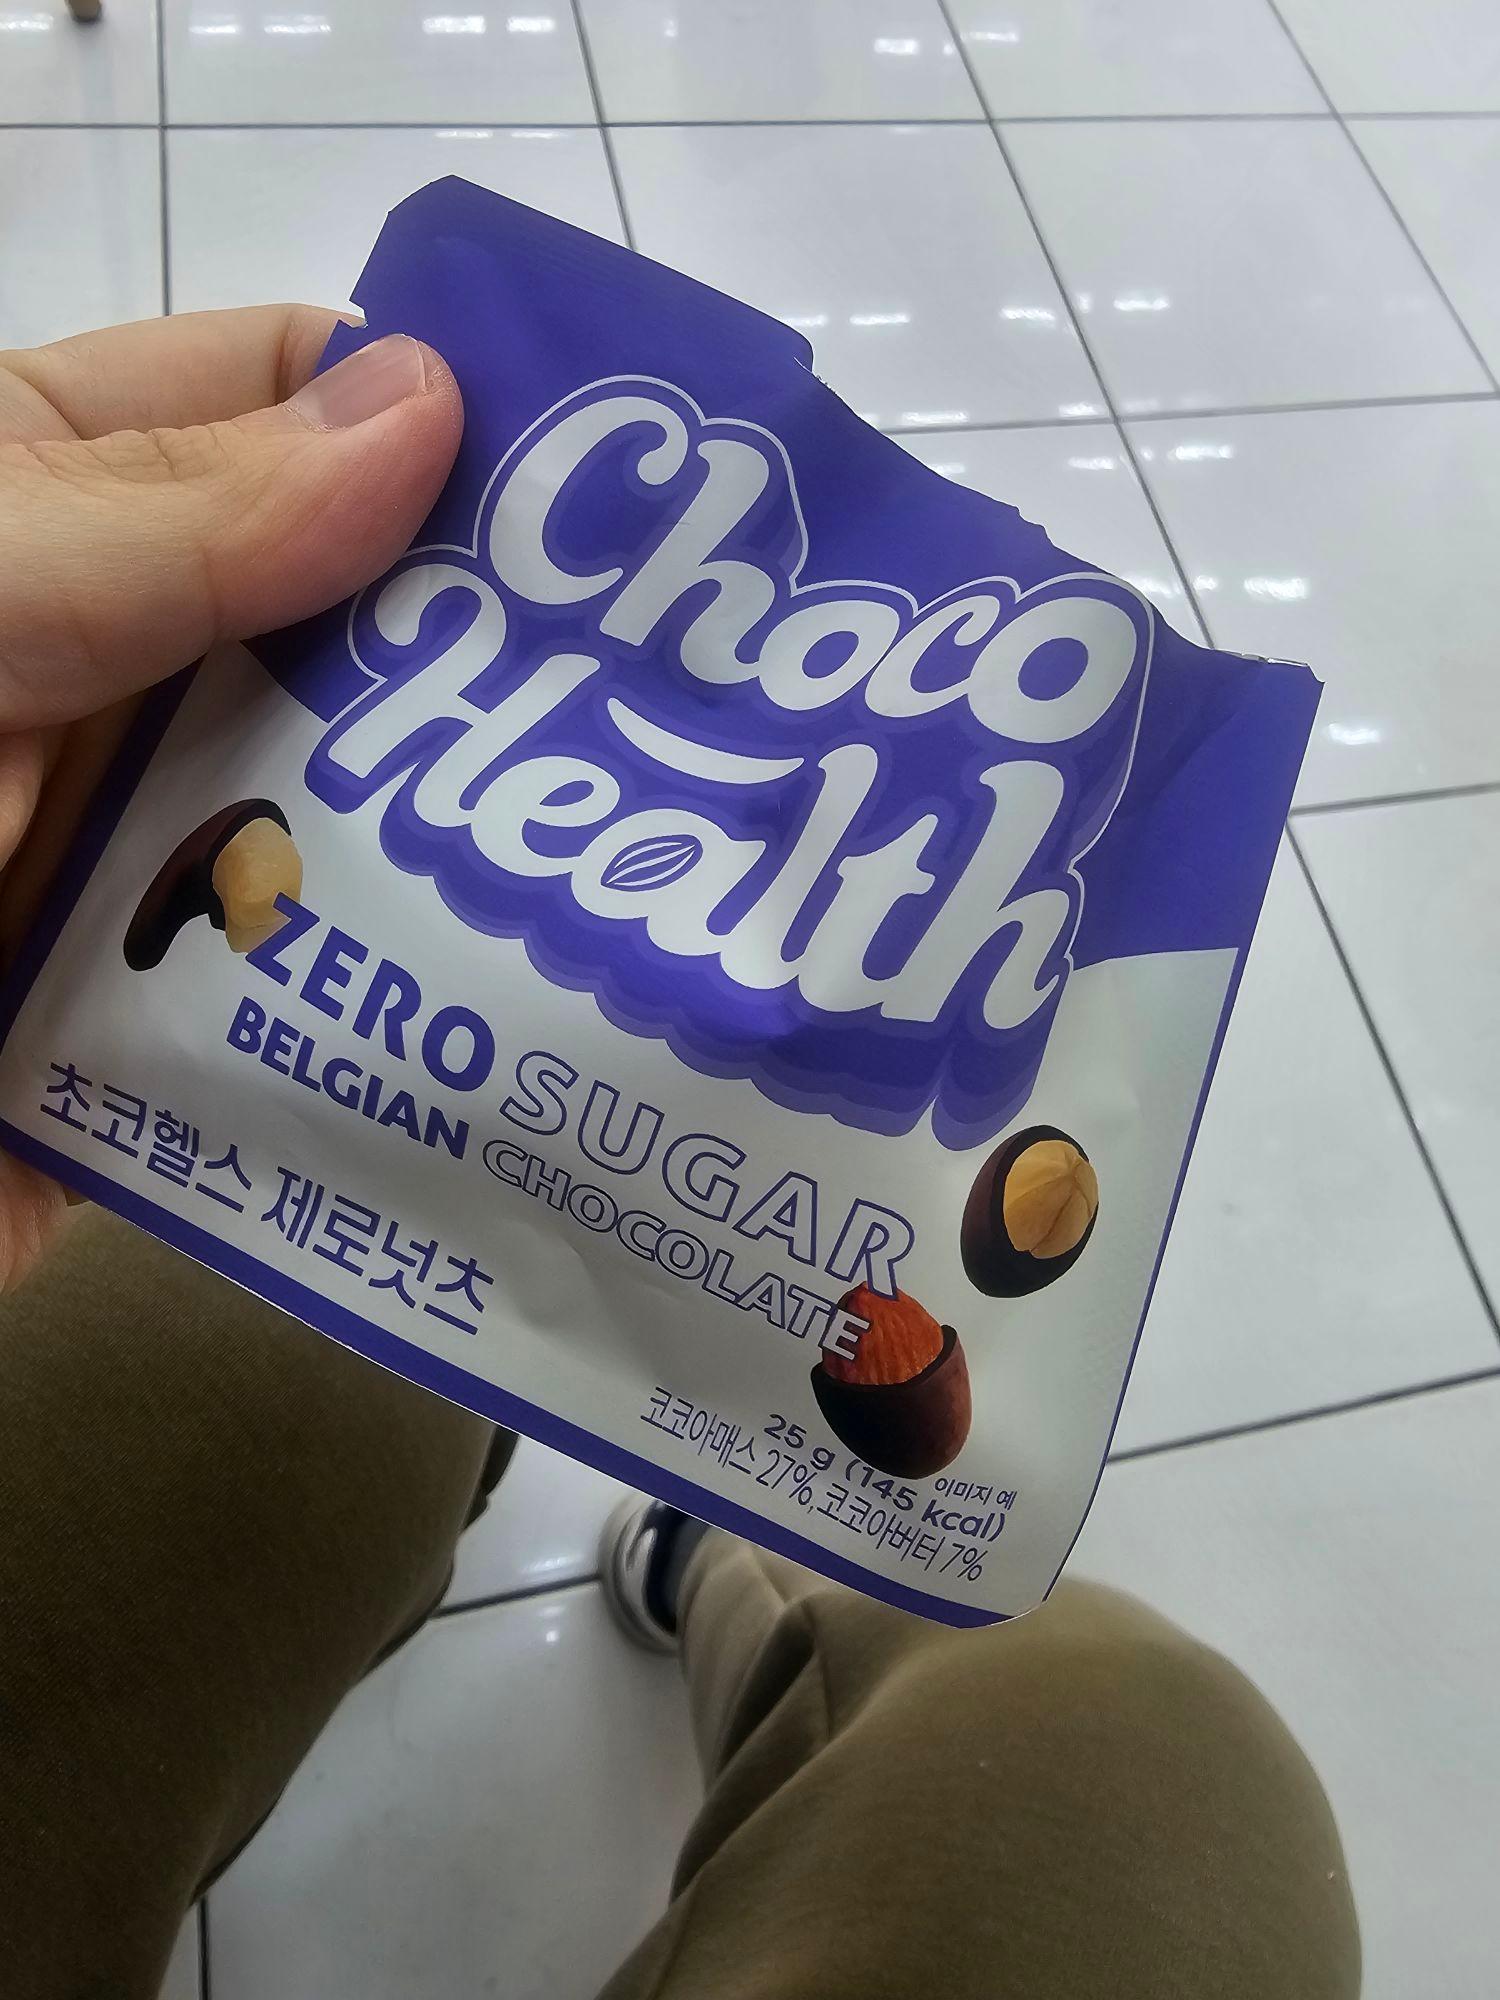 Choco
Health
ZERO SUGAR
BELGIAN CHOCOLATE
초코헬스 제로넛츠
이미지 예
25 g (145 kcal)
코코아매스 27%, 코코아버터 7%